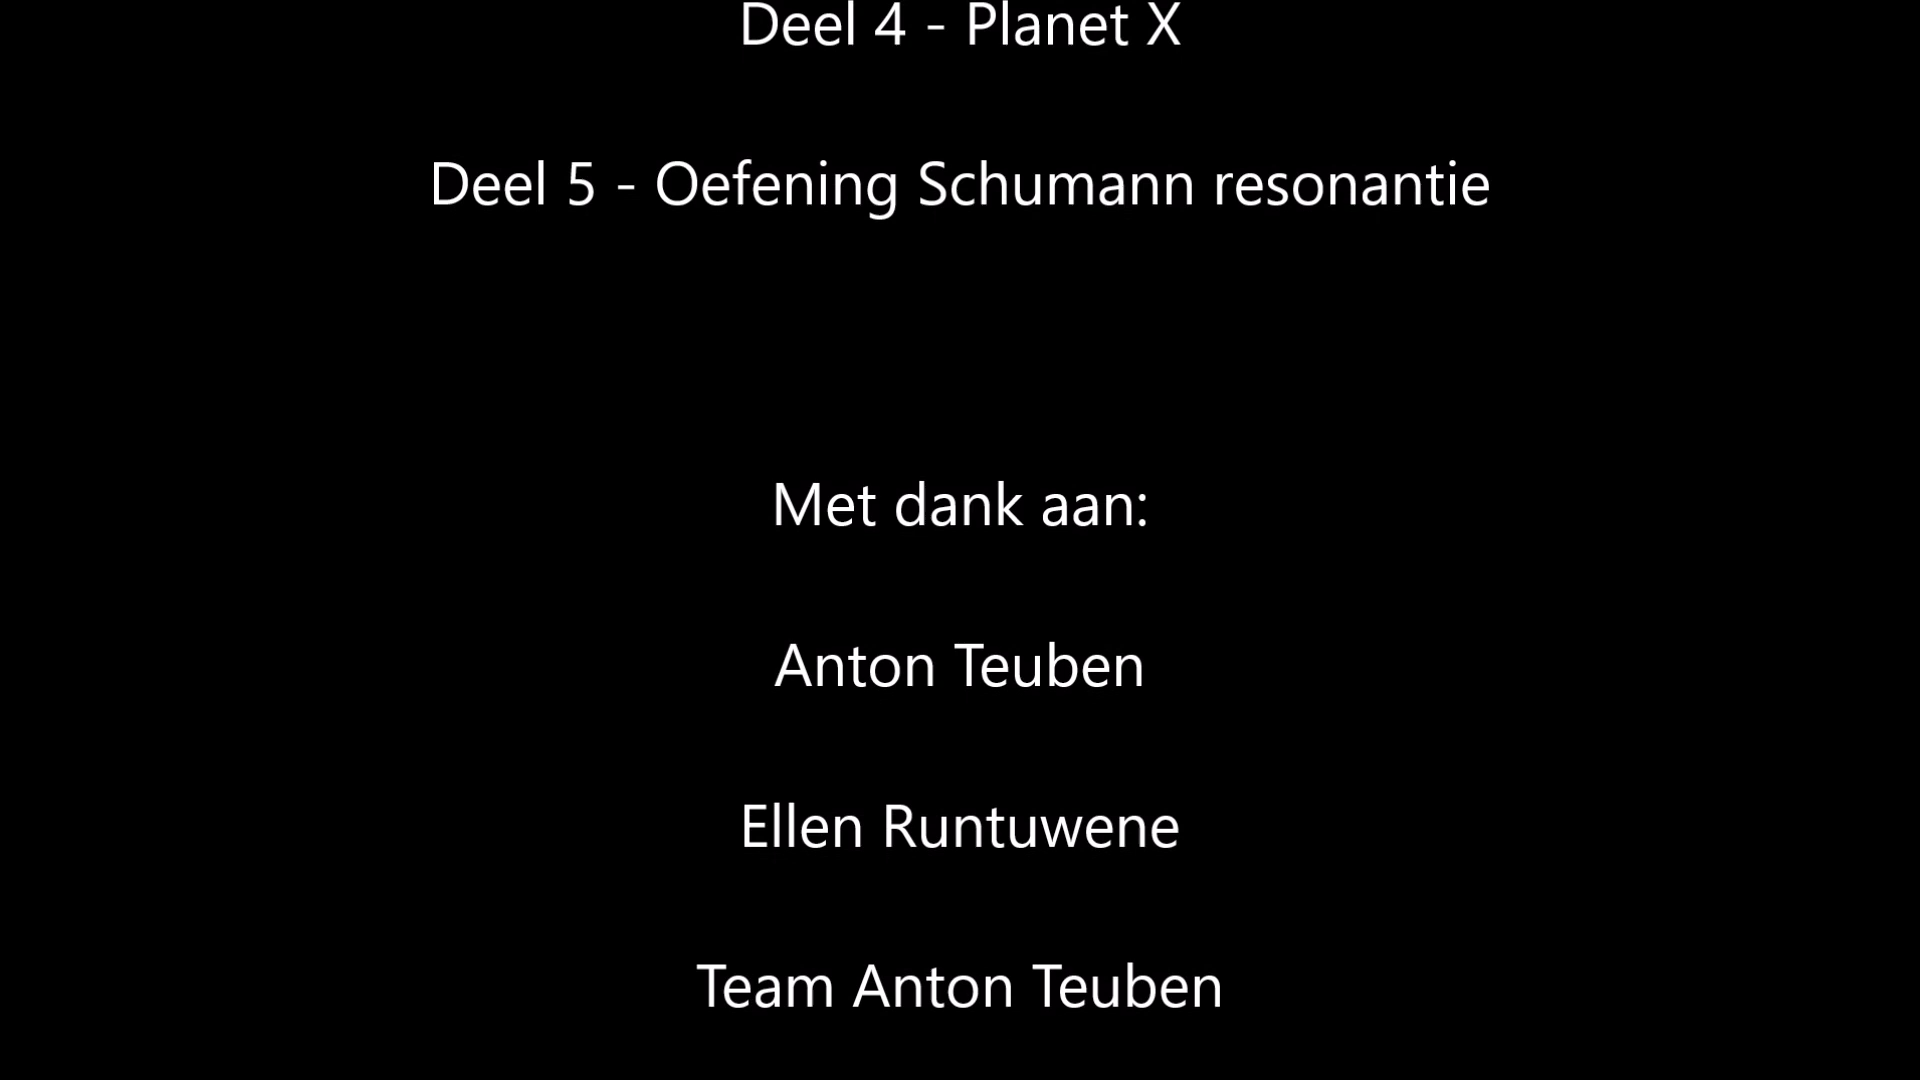 Deel 4 - Planet X
Deel 5 - Oefening Schumann resonantie
Met dank aan:
Anton Teuben
Ellen Runtuwene
Team Anton Teuben